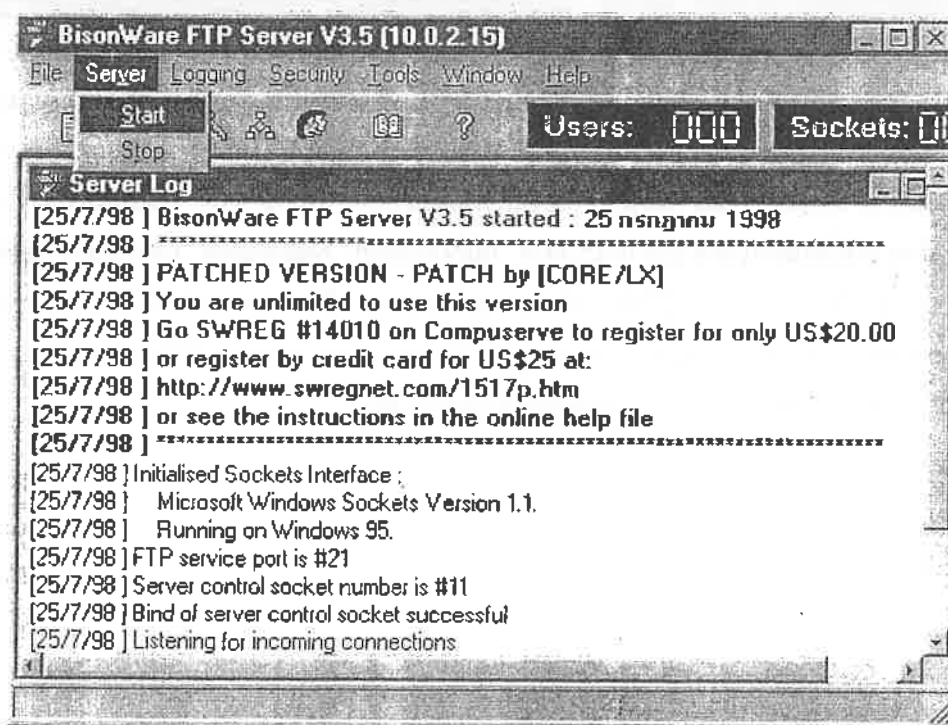 BisonWare FTP Server V3.5 (10.0.2.15)
File Server Logging Security Tools Window Help
Start
Stop
Users: 000 Sockets:
Server Log
[25/7/98 ] BisonWare FTP Server V3.5 started : 25 กรกฎาคม 1998
[25/7/98 ] ******************************************************************************
[25/7/98 ] PATCHED VERSION - PATCH by [CORE/LX]
[25/7/98 ] You are unlimited to use this version
[25/7/98 ] Go SWREG #14010 on Compuserve to register for only US$20.00
[25/7/98 ] or register by credit card for US$25 at:
[25/7/98 ] http://www.swregnet.com/1517p.htm
[25/7/98 ] or see the instructions in the online help file
[25/7/98 ] ******************************************************************************
[25/7/98 ] Initialised Sockets Interface :
[25/7/98 ] Microsoft Windows Sockets Version 1.1.
[25/7/98 ] Running on Windows 95.
[25/7/98 ] FTP service port is #21
[25/7/98 ] Server control socket number is #11
[25/7/98 ] Bind of server control socket successful
[25/7/98 ] Listening for incoming connections